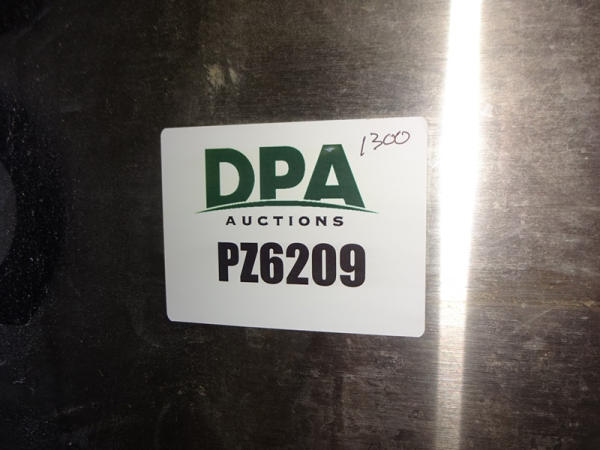 1300
DPA
AUCTIONS
PZ6209